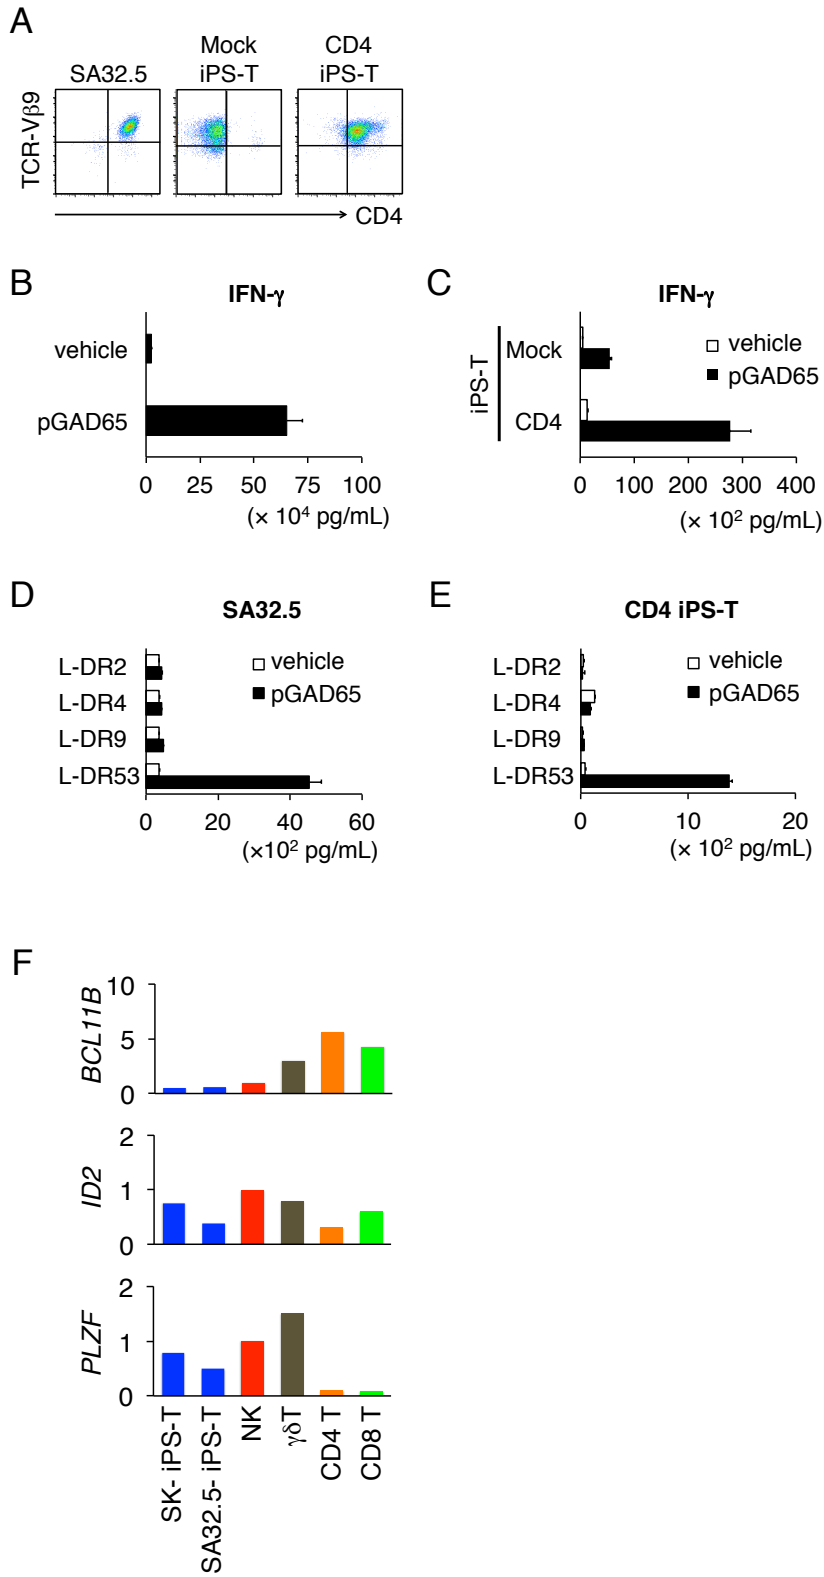 A
SA32.5
Mock
iPS-T
CD4
iPS-T
TCR-Vβ9
CD4
B
IFN-γ
vehicle
pGAD65
0 25 50 75 100
(× 10⁴ pg/mL)
C
IFN-γ
iPS-T
Mock
CD4
vehicle
pGAD65
0 100 200 300 400
(× 10² pg/mL)
D
SA32.5
L-DR2
L-DR4
L-DR9
L-DR53
vehicle
pGAD65
0 20 40 60
(×10² pg/mL)
E
CD4 iPS-T
L-DR2
L-DR4
L-DR9
L-DR53
vehicle
pGAD65
0 10 20
(× 10² pg/mL)
F
BCL11B
10
5
0
ID2
2
1
0
PLZF
2
1
0
SK- iPS-T
SA32.5- iPS-T
NK
γδT
CD4 T
CD8 T